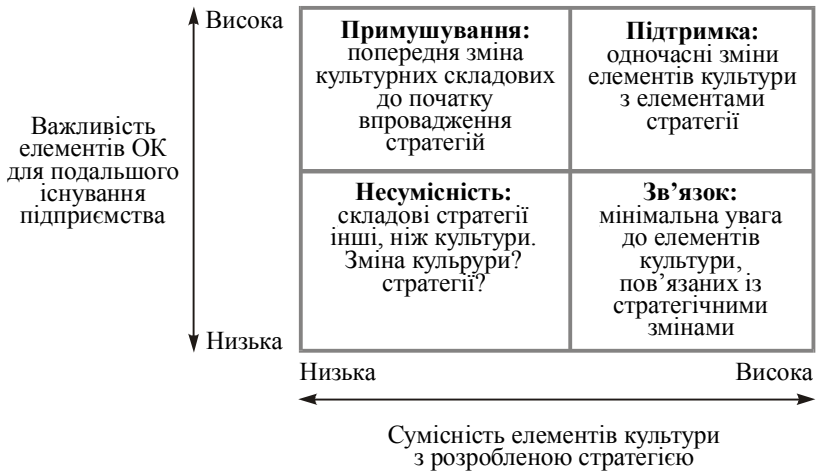 Висока
Важливість
елементів ОК
для подальшого
існування
підприємства
Низька
Примушування:
попередня зміна
культурних складових
до початку
впровадження
стратегій
Підтримка:
одночасні зміни
елементів культури
з елементами
стратегії
Несумісність:
складові стратегії
інші, ніж культури.
Зміна кульрури?
стратегії?
Зв’язок:
мінімальна увага
до елементів
культури,
пов’язаних із
стратегічними
змінами
Низька
Висока
Сумісність елементів культури
з розробленою стратегією